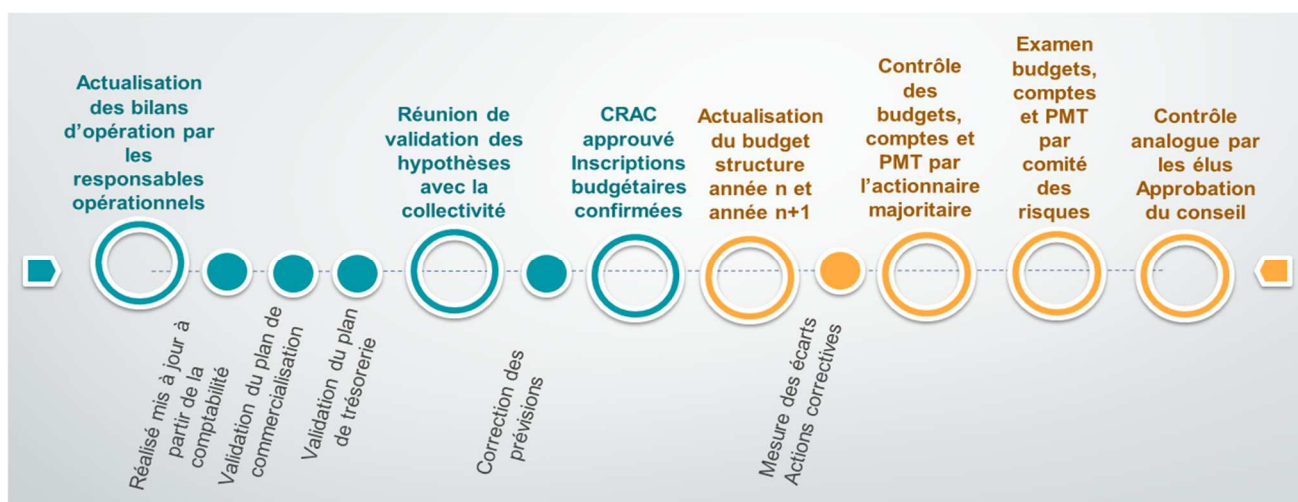 Actualisation
des bilans
d'opération par
les
responsables
opérationnels
Réalisé mis à jour à
partir de la
comptabilité
Validation du plan de
commercialisation
Validation du plan
de trésorerie
Réunion de
validation des
hypothèses
avec la
collectivité
Correction des
prévisions
CRAC
approuvé
Inscriptions
budgétaires
confirmées
Actualisation
du budget
structure
année n et
année n+1
Mesure des écarts
Actions correctives
Contrôle
des
budgets,
comptes et
PMT par
l'actionnaire
majoritaire
Examen
budgets,
comptes
et PMT
par
comité
des
risques
Contrôle
analogue par
les élus
Approbation
du conseil